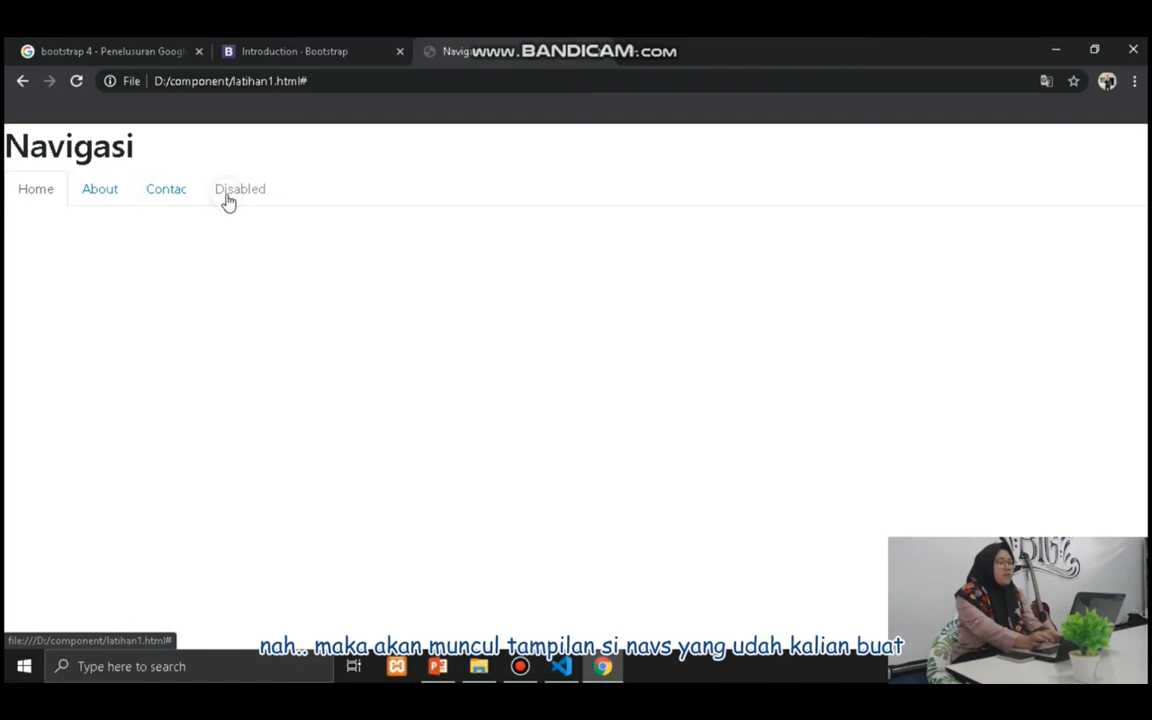 bootstrap 4 - Penelusuran Googl
Introduction · Bootstrap
Naviga
www.BANDICAM.com
File
D:/component/latihan1.html#
Navigasi
Home
About
Contac
Disabled
file:///D:/component/latihan1.html#
nah.. maka akan muncul tampilan si navs yang udah kalian buat
Type here to search